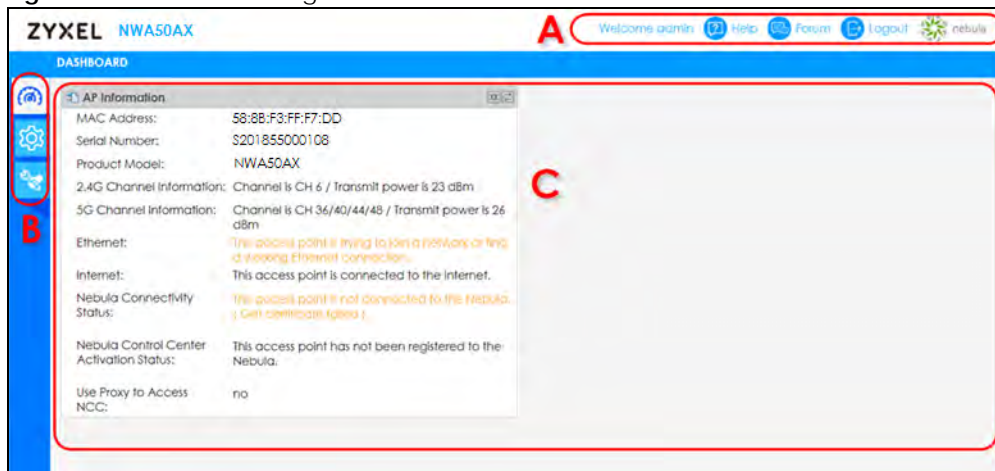 ZYXEL NWA50AX
A
Welcome admin Help Forum Logout nebula
DASHBOARD
AP Information
MAC Address: 58:8B:F3:FF:F7:DD
Serial Number: S201855000108
Product Model: NWA50AX
2.4G Channel Information: Channel is CH 6 / Transmit power is 23 dBm
C
5G Channel Information: Channel is CH 36/40/44/48 / Transmit power is 26
dBm
B
Ethernet: This access point is trying to join a network or find
a working Ethernet connection.
Internet: This access point is connected to the internet.
Nebula Connectivity
Status:
This access point is not connected to the Nebula.
( Get certificate failed )
Nebula Control Center
Activation Status:
This access point has not been registered to the
Nebula.
Use Proxy to Access
NCC:
no